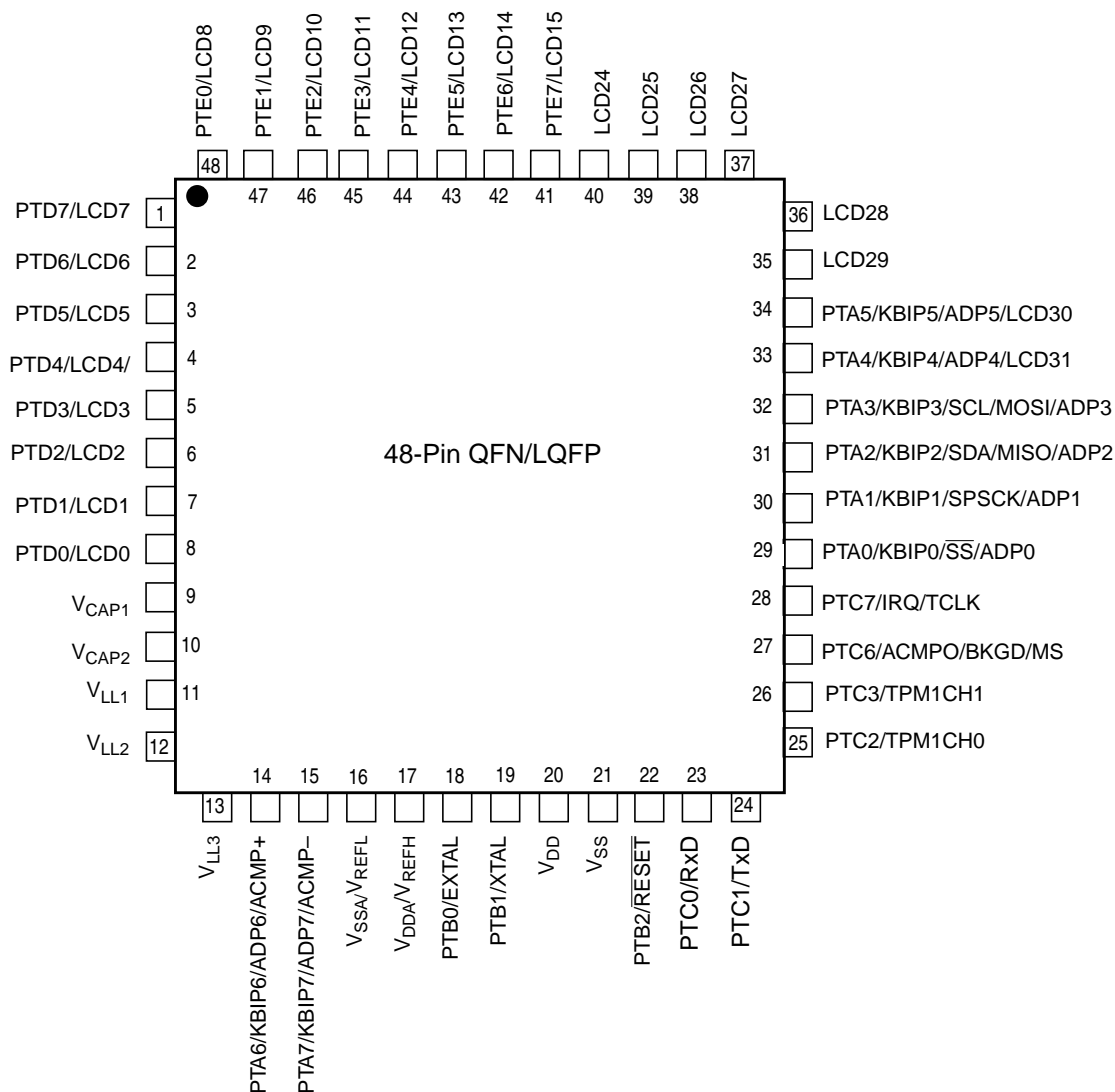 PTE0/LCD8
PTE1/LCD9
PTE2/LCD10
PTE3/LCD11
PTE4/LCD12
PTE5/LCD13
PTE6/LCD14
PTE7/LCD15
LCD24
LCD25
LCD26
LCD27
48
47
46
45
44
43
42
41
40
39
38
37
PTD7/LCD7 1
PTD6/LCD6 2
PTD5/LCD5 3
PTD4/LCD4/ 4
PTD3/LCD3 5
PTD2/LCD2 6
PTD1/LCD1 7
PTD0/LCD0 8
VCAP1 9
VCAP2 10
VLL1 11
VLL2 12
48-Pin QFN/LQFP
36 LCD28
35 LCD29
34 PTA5/KBIP5/ADP5/LCD30
33 PTA4/KBIP4/ADP4/LCD31
32 PTA3/KBIP3/SCL/MOSI/ADP3
31 PTA2/KBIP2/SDA/MISO/ADP2
30 PTA1/KBIP1/SPSCK/ADP1
29 PTA0/KBIP0/SS/ADP0
28 PTC7/IRQ/TCLK
27 PTC6/ACMPO/BKGD/MS
26 PTC3/TPM1CH1
25 PTC2/TPM1CH0
13
14
15
16
17
18
19
20
21
22
23
24
VLL3
PTA6/KBIP6/ADP6/ACMP+
PTA7/KBIP7/ADP7/ACMP–
VSSA/VREFL
VDDA/VREFH
PTB0/EXTAL
PTB1/XTAL
VDD
VSS
PTB2/RESET
PTC0/RxD
PTC1/TxD